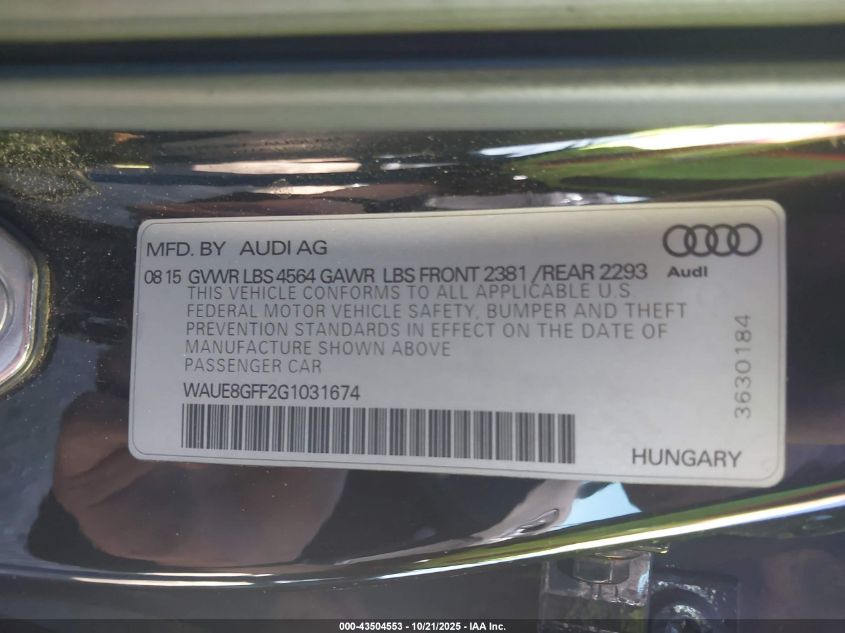 MFD. BY AUDI AG
Audi
08 15 GVWR LBS 4564 GAWR LBS FRONT 2381 /REAR 2293
THIS VEHICLE CONFORMS TO ALL APPLICABLE U.S.
FEDERAL MOTOR VEHICLE SAFETY, BUMPER AND THEFT
PREVENTION STANDARDS IN EFFECT ON THE DATE OF
MANUFACTURE SHOWN ABOVE
PASSENGER CAR
WAUE8GFF2G1031674
3630184
HUNGARY
000-43504553 - 10/21/2025 - IAA Inc.